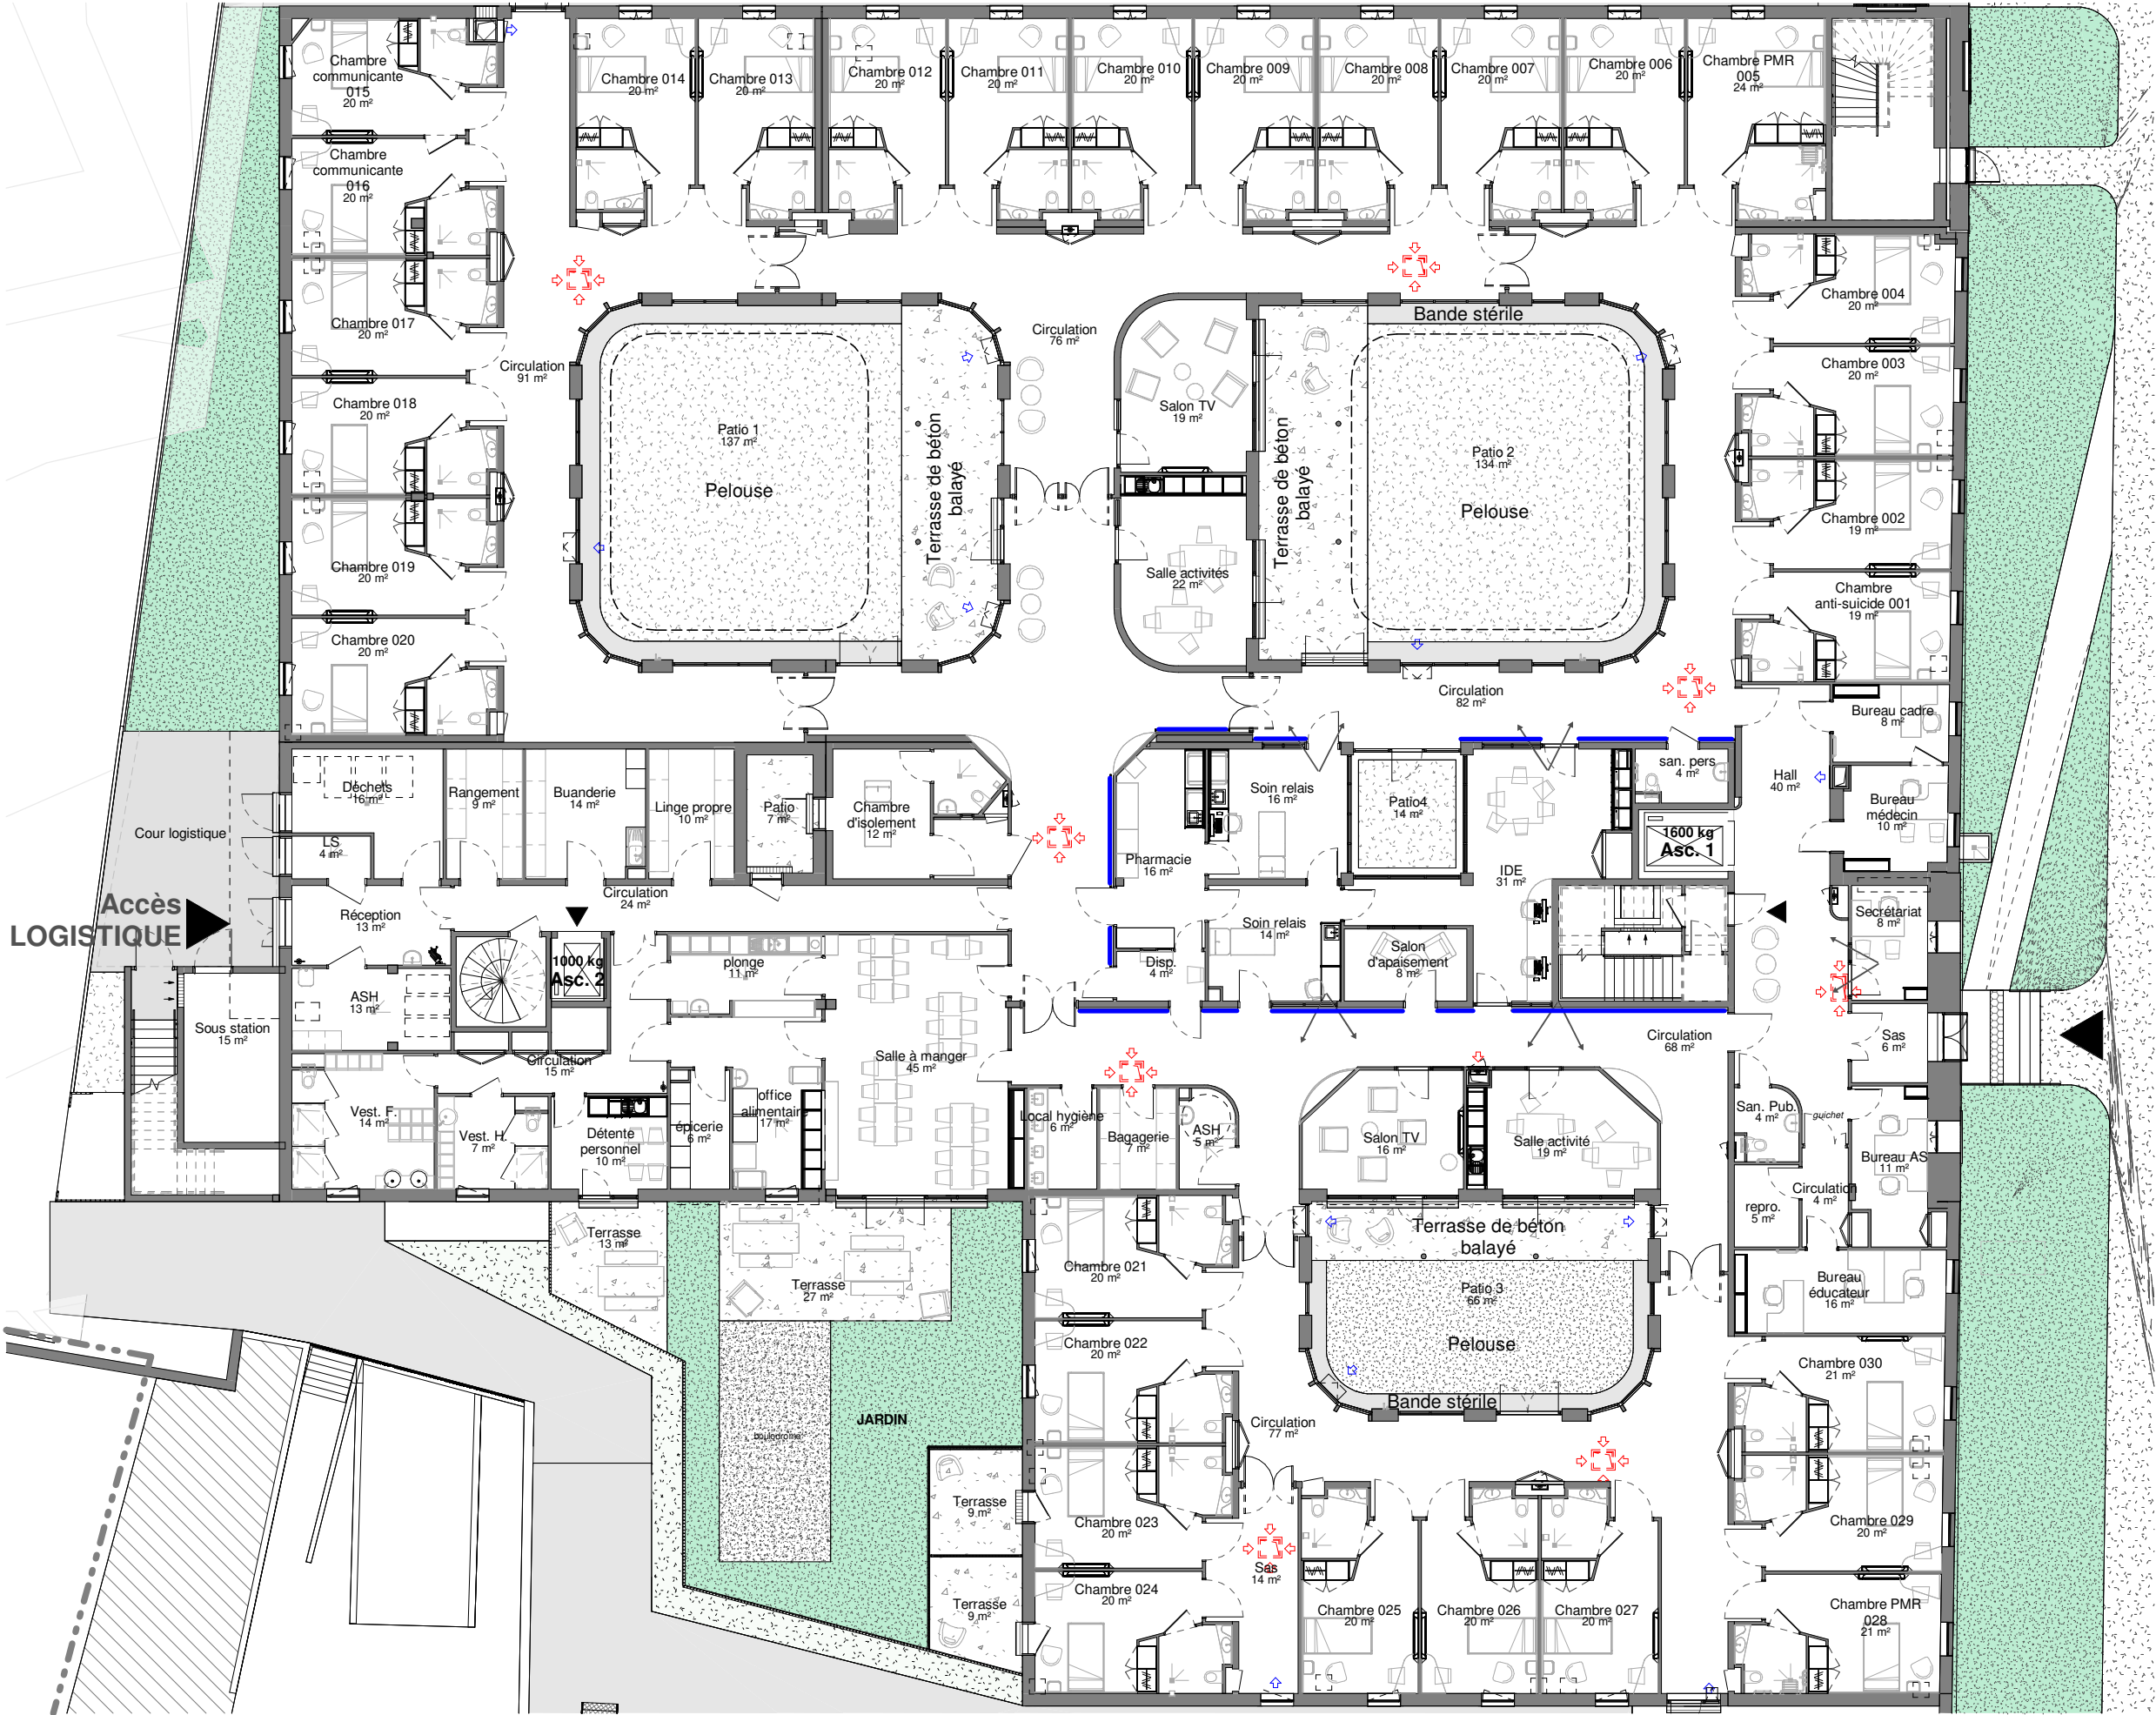 Chambre
communicante
015
20 m²
Chambre 014
20 m²
Chambre 013
20 m²
Chambre 012
20 m²
Chambre 011
20 m²
Chambre 010
20 m²
Chambre 009
20 m²
Chambre 008
20 m²
Chambre 007
20 m²
Chambre 006
20 m²
Chambre PMR
005
24 m²
Chambre
communicante
016
20 m²
Chambre 017
20 m²
Circulation
91 m²
Chambre 018
20 m²
Chambre 019
20 m²
Chambre 020
20 m²
Patio 1
137 m²
Pelouse
Terrasse de béton
balayé
Circulation
76 m²
Salon TV
19 m²
Salle activités
22 m²
Terrasse de béton
balayé
Bande stérile
Patio 2
134 m²
Pelouse
Chambre 004
20 m²
Chambre 003
20 m²
Chambre 002
19 m²
Chambre
anti-suicide 001
19 m²
Circulation
82 m²
Bureau cadre
8 m²
Hall
40 m²
Bureau
médecin
10 m²
san. pers
4 m²
1600 kg
Asc. 1
Cour logistique
Déchets
16 m²
LS
4 m²
Rangement
9 m²
Buanderie
14 m²
Linge propre
10 m²
Patio
7 m²
Chambre
d'isolement
12 m²
Pharmacie
16 m²
Soin relais
16 m²
Patio4
14 m²
IDE
31 m²
Accès
LOGISTIQUE
Réception
13 m²
Circulation
24 m²
Soin relais
14 m²
Salon
d'apaisement
8 m²
Secrétariat
8 m²
1000 kg
Asc. 2
plonge
11 m²
Disp.
4 m²
ASH
13 m²
Sous station
15 m²
Circulation
15 m²
Salle à manger
45 m²
Circulation
68 m²
Sas
6 m²
Vest. F.
14 m²
Vest. H.
7 m²
Détente
personnel
10 m²
épicerie
6 m²
office
alimentaire
17 m²
Local hygiène
6 m²
Bagagerie
7 m²
ASH
5 m²
Salon TV
16 m²
Salle activité
19 m²
San. Pub.
4 m²
guichet
Bureau AS
11 m²
Circulation
4 m²
repro.
5 m²
Terrasse
13 m²
Terrasse
27 m²
Chambre 021
20 m²
Terrasse de béton
balayé
Patio 3
66 m²
Pelouse
Bande stérile
Bureau
éducateur
16 m²
Chambre 022
20 m²
Chambre 030
21 m²
JARDIN
boulodrome
Circulation
77 m²
Terrasse
9 m²
Chambre 023
20 m²
Chambre 029
20 m²
Sas
14 m²
Terrasse
9 m²
Chambre 024
20 m²
Chambre 025
20 m²
Chambre 026
20 m²
Chambre 027
20 m²
Chambre PMR
028
21 m²